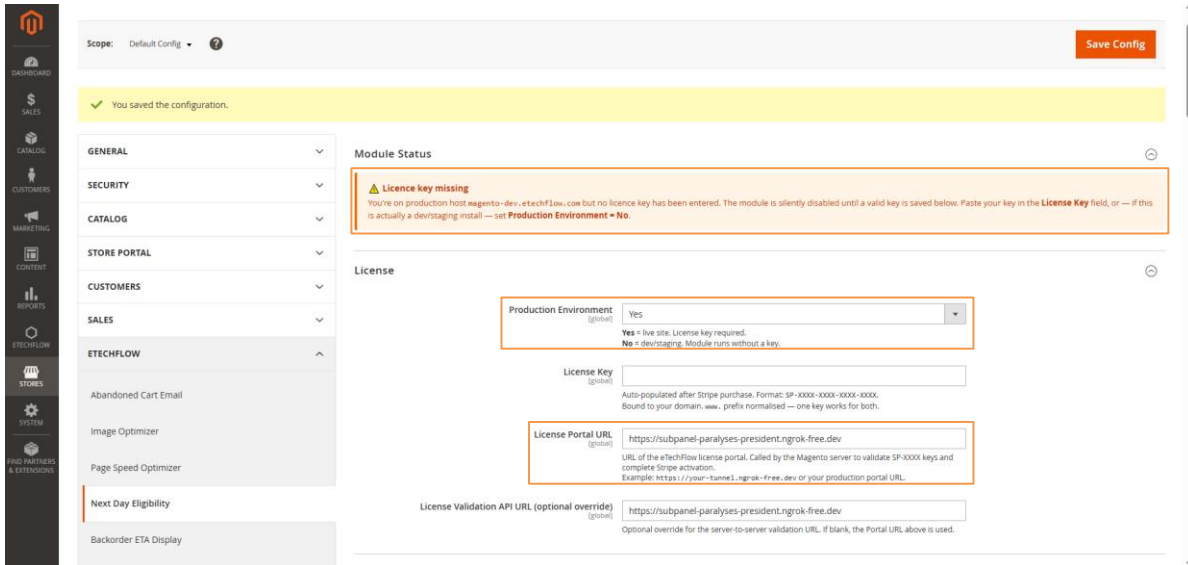 Scope: Default Config
Save Config
DASHBOARD
SALES
CATALOG
CUSTOMERS
MARKETING
CONTENT
REPORTS
ETECHFLOW
STORES
SYSTEM
FIND PARTNERS
& EXTENSIONS
You saved the configuration.
GENERAL
SECURITY
CATALOG
STORE PORTAL
CUSTOMERS
SALES
ETECHFLOW
Abandoned Cart Email
Image Optimizer
Page Speed Optimizer
Next Day Eligibility
Backorder ETA Display
Module Status
Licence key missing
You're on production host magento-dev.etechflow.com but no licence key has been entered. The module is silently disabled until a valid key is saved below. Paste your key in the License Key field, or — if this
is actually a dev/staging install — set Production Environment = No.
License
Production Environment
[global]
Yes
Yes = live site. License key required.
No = dev/staging. Module runs without a key.
License Key
[global]
Auto-populated after Stripe purchase. Format: SP-XXXX-XXXX-XXXX-XXXX.
Bound to your domain. www. prefix normalised — one key works for both.
License Portal URL
[global]
https://subpanel-paralyses-president.ngrok-free.dev
URL of the eTechFlow license portal. Called by the Magento server to validate SP-XXXX keys and
complete Stripe activation.
Example: https://your-tunnel.ngrok-free.dev or your production portal URL.
License Validation API URL (optional override)
[global]
https://subpanel-paralyses-president.ngrok-free.dev
Optional override for the server-to-server validation URL. If blank, the Portal URL above is used.